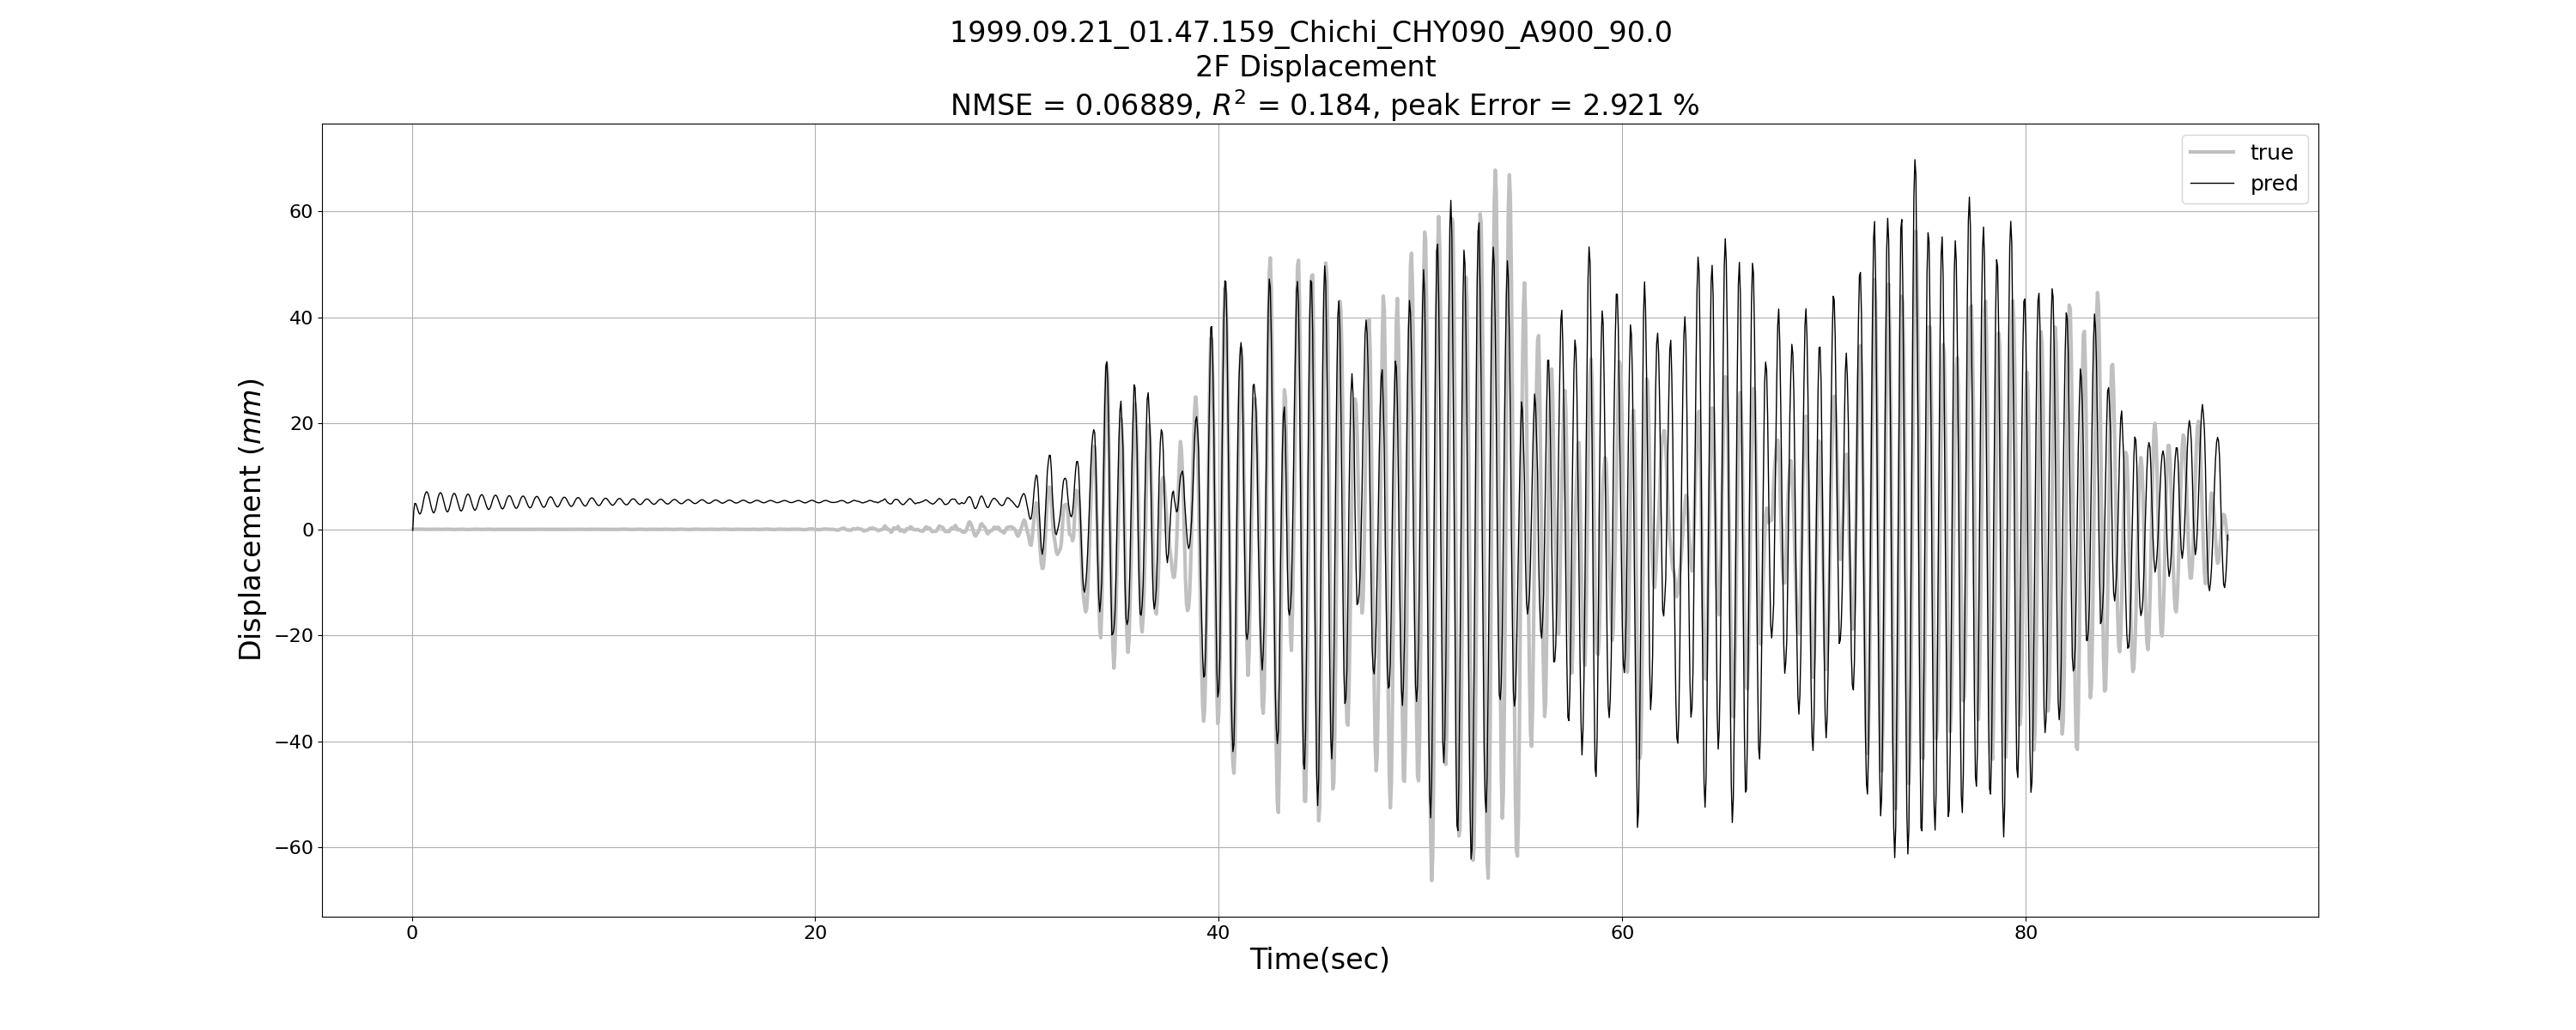 1999.09.21_01.47.159_Chichi_CHY090_A900_90.0
2F Displacement
NMSE = 0.06889, R² = 0.184, peak Error = 2.921 %
true
pred
Displacement (mm)
60
40
20
0
−20
−40
−60
0 20 40 60 80
Time(sec)